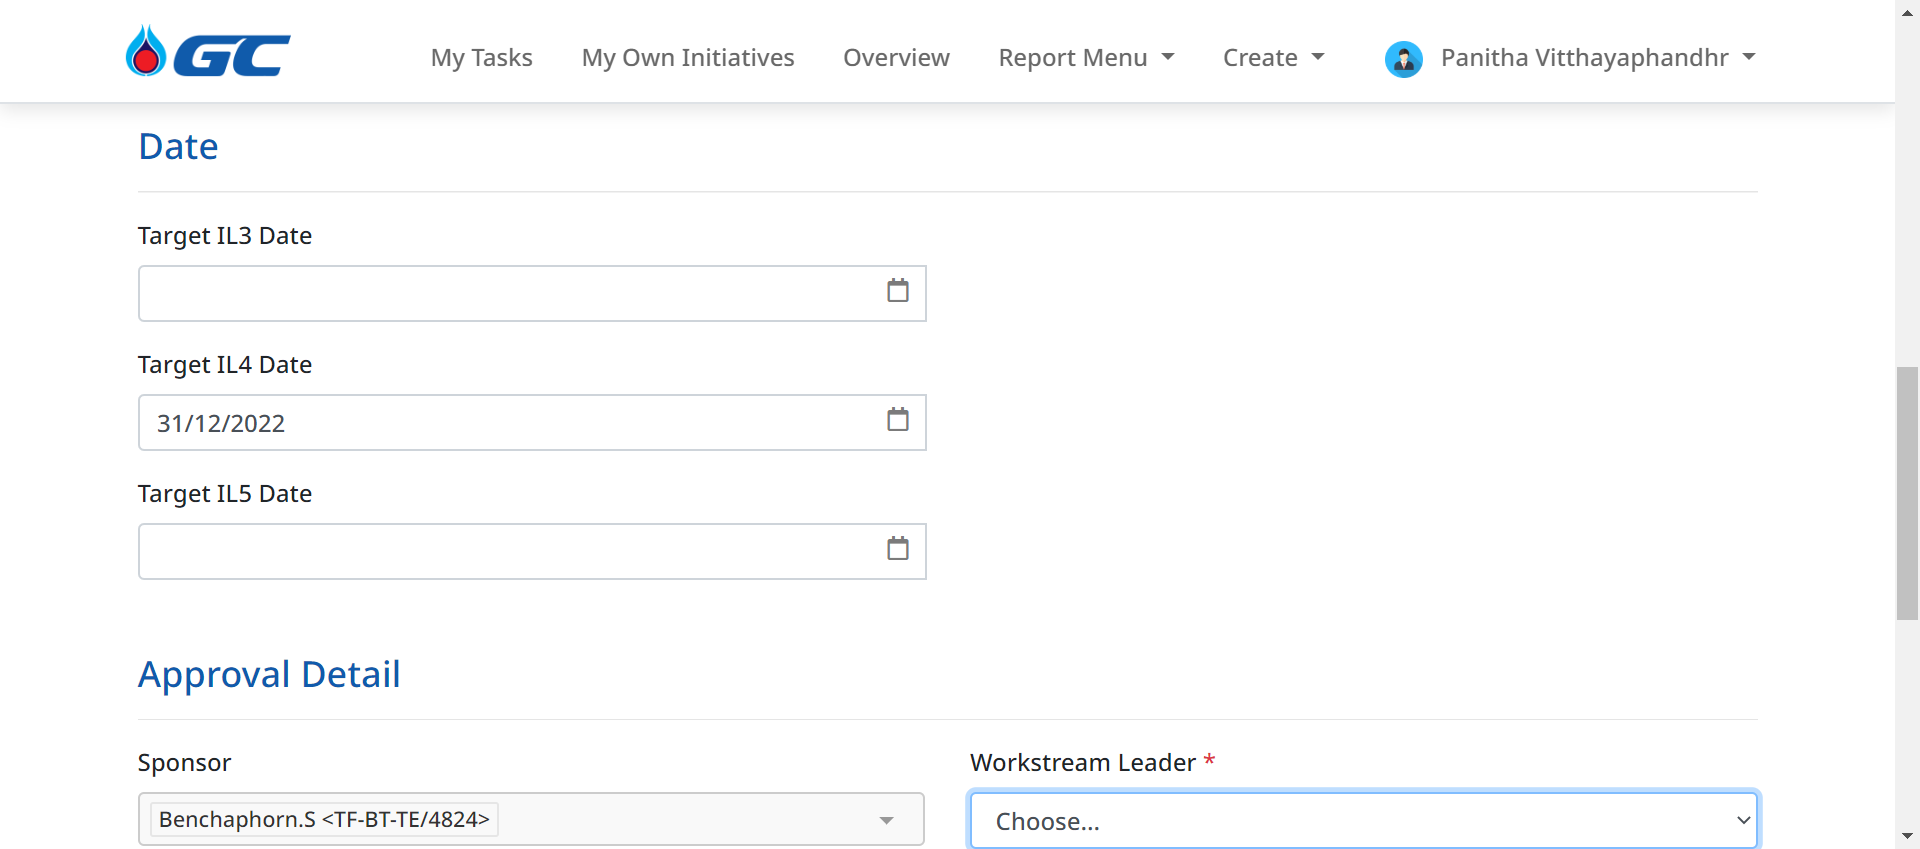 GC
My Tasks My Own Initiatives Overview Report Menu Create Panitha Vitthayaphandhr
Date
Target IL3 Date
Target IL4 Date
31/12/2022
Target IL5 Date
Approval Detail
Sponsor
Workstream Leader *
Benchaphorn.S <TF-BT-TE/4824>
Choose...